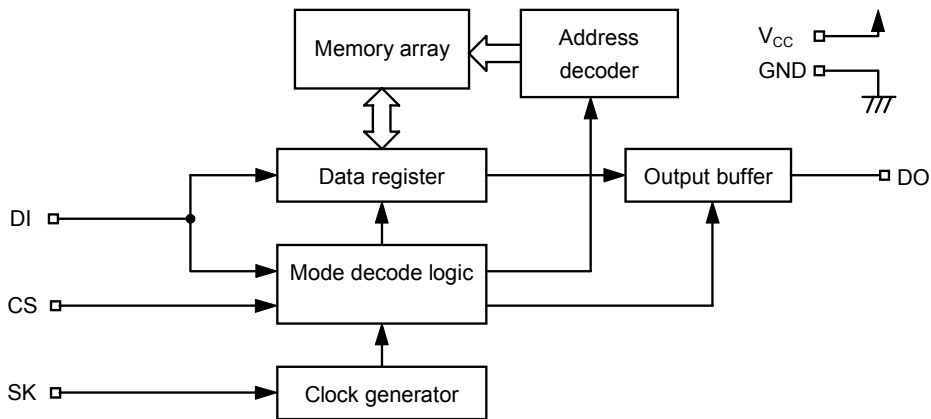 Memory array
Address
decoder
VCC
GND
Data register
Output buffer
DO
DI
Mode decode logic
CS
SK
Clock generator